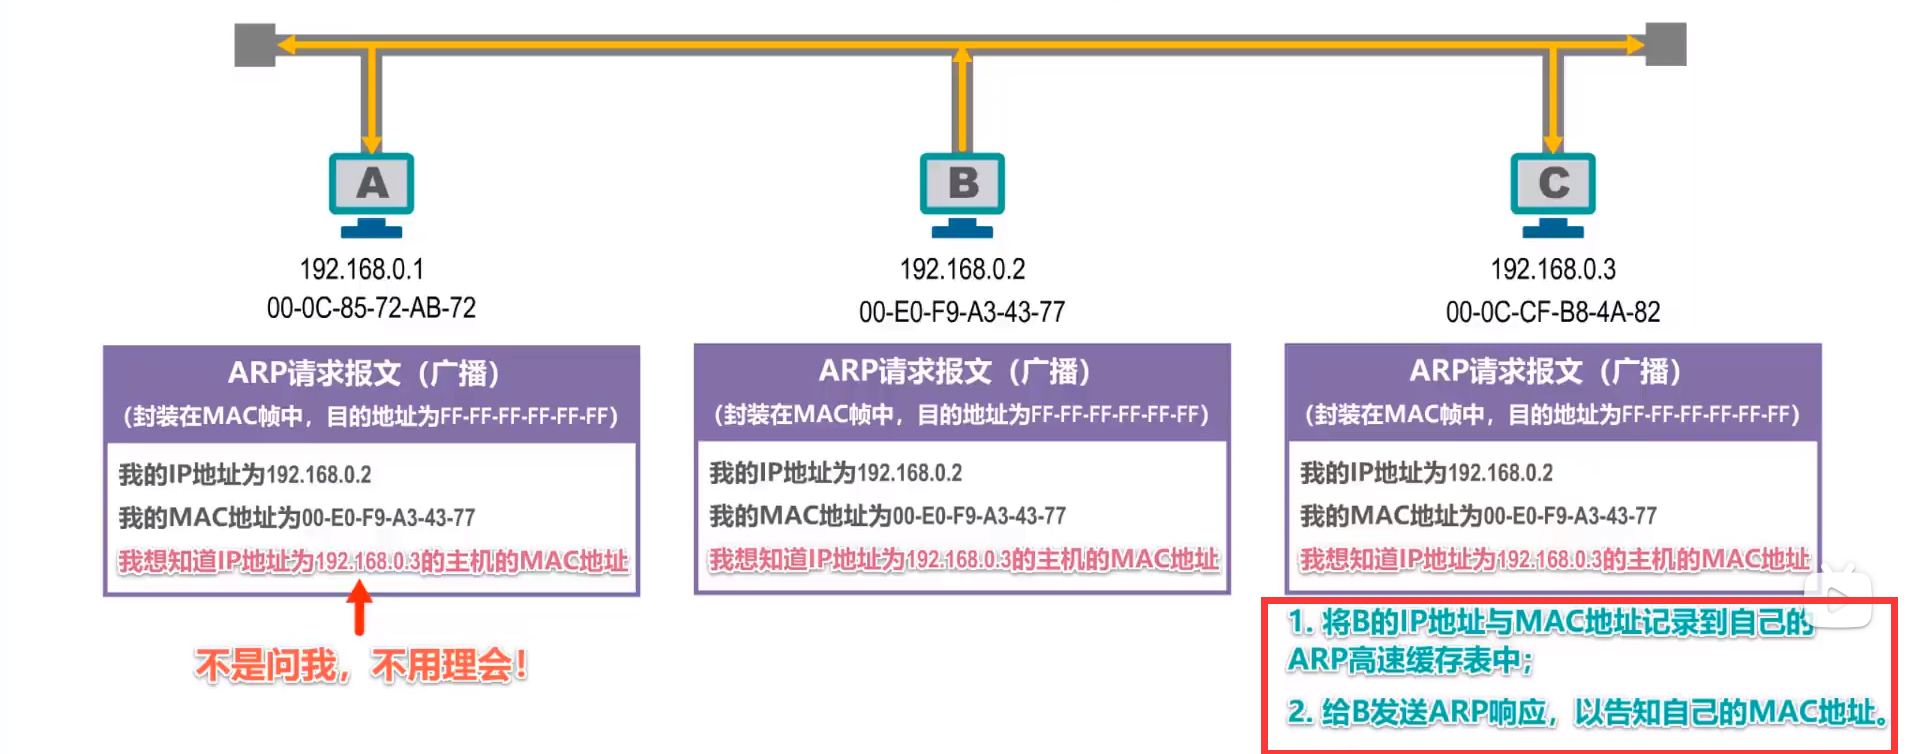 A
B
C
192.168.0.1
00-0C-85-72-AB-72
192.168.0.2
00-E0-F9-A3-43-77
192.168.0.3
00-0C-CF-B8-4A-82
ARP请求报文（广播）
（封装在MAC帧中，目的地址为FF-FF-FF-FF-FF-FF）
我的IP地址为192.168.0.2
我的MAC地址为00-E0-F9-A3-43-77
我想知道IP地址为192.168.0.3的主机的MAC地址
不是问我，不用理会！
ARP请求报文（广播）
（封装在MAC帧中，目的地址为FF-FF-FF-FF-FF-FF）
我的IP地址为192.168.0.2
我的MAC地址为00-E0-F9-A3-43-77
我想知道IP地址为192.168.0.3的主机的MAC地址
ARP请求报文（广播）
（封装在MAC帧中，目的地址为FF-FF-FF-FF-FF-FF）
我的IP地址为192.168.0.2
我的MAC地址为00-E0-F9-A3-43-77
我想知道IP地址为192.168.0.3的主机的MAC地址
1. 将B的IP地址与MAC地址记录到自己的
ARP高速缓存表中；
2. 给B发送ARP响应，以告知自己的MAC地址。